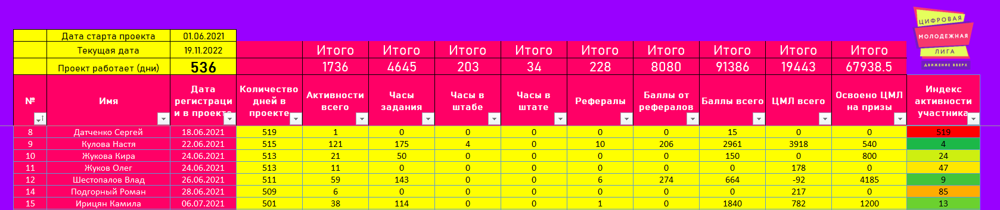 ЦИФРОВАЯ
МОЛОДЕЖНАЯ
ЛИГА
ДВИЖЕНИЕ ВВЕРХ
Дата старта проекта 01.06.2021
Текущая дата 19.11.2022
Проект работает (дни) 536
Итого Итого Итого Итого Итого Итого Итого Итого Итого
1736 4645 203 34 228 8080 91386 19443 67938.5
№ Имя Дата регистраци и в проекте Количество дней в проекте Активности всего Часы задания Часы в штабе Часы в штате Рефералы Баллы от рефералов Баллы всего ЦМЛ всего Освоено ЦМЛ на призы Индекс активности участника
8 Датченко Сергей 18.06.2021 519 1 0 0 0 0 0 15 0 0 519
9 Кулова Настя 22.06.2021 515 121 175 4 0 10 206 2961 3918 540 4
10 Жукова Кира 24.06.2021 513 21 50 0 0 0 0 150 0 800 24
11 Жуков Олег 24.06.2021 513 11 0 0 0 0 0 0 178 0 47
12 Шестопалов Влад 26.06.2021 511 59 143 0 0 6 274 664 -92 4185 9
14 Подгорный Роман 28.06.2021 509 6 0 0 0 0 0 0 217 0 85
15 Ирицян Камила 06.07.2021 501 38 114 0 0 1 0 1840 782 1200 13